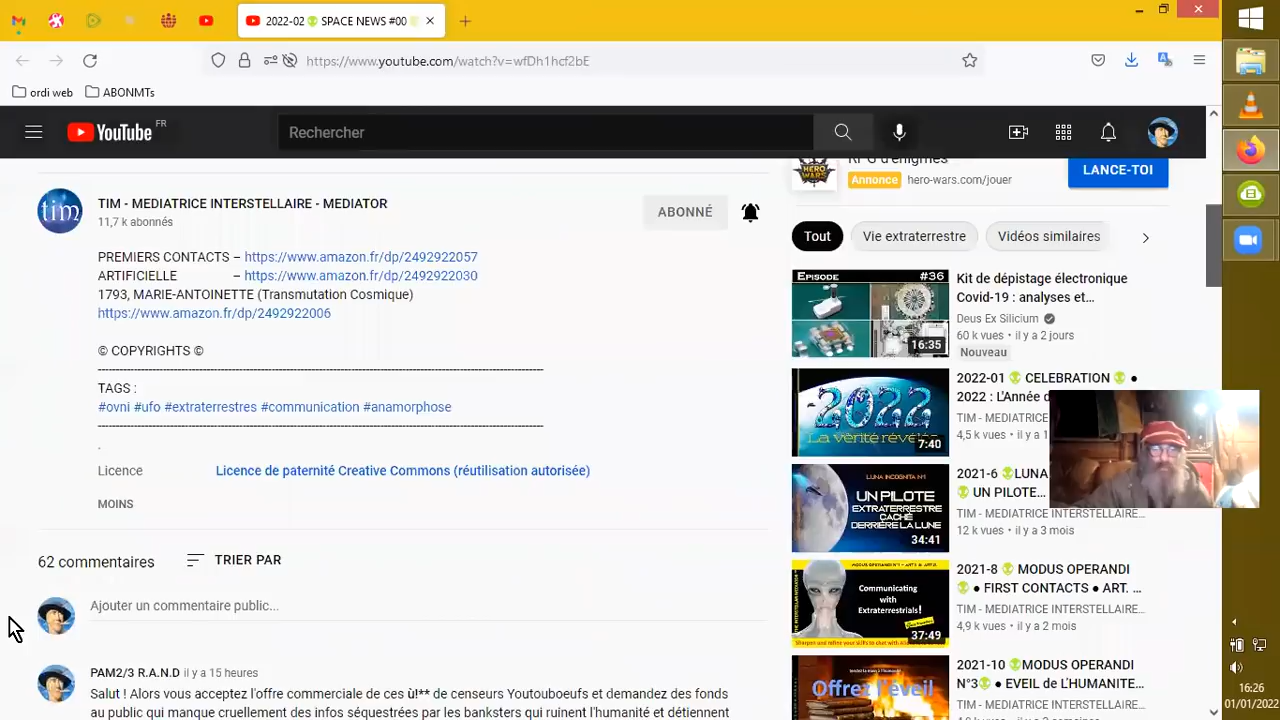 2022-02 👽 SPACE NEWS #00
https://www.youtube.com/watch?v=wfDh1hcf2bE
ordi web
ABONMTs
YouTube FR
Rechercher
TIM - MEDIATRICE INTERSTELLAIRE - MEDIATOR
11,7 k abonnés
ABONNÉ
PREMIERS CONTACTS – https://www.amazon.fr/dp/2492922057
ARTIFICIELLE – https://www.amazon.fr/dp/2492922030
1793, MARIE-ANTOINETTE (Transmutation Cosmique)
https://www.amazon.fr/dp/2492922006
© COPYRIGHTS ©
TAGS :
#ovni #ufo #extraterrestres #communication #anamorphose
.
Licence
Licence de paternité Creative Commons (réutilisation autorisée)
MOINS
62 commentaires
TRIER PAR
Ajouter un commentaire public...
PAM2/3 R.A.N.D il y a 15 heures
Salut ! Alors vous acceptez l'offre commerciale de ces ù!** de censeurs Youtouboeufs et demandez des fonds
au public qui manque cruellement des infos séquestrées par les banksters qui ruinent l'humanité et détiennent
RPG d'énigmes
HERO WARS
Annonce
hero-wars.com/jouer
LANCE-TOI
Tout
Vie extraterrestre
Vidéos similaires
EPISODE #36
16:35
Kit de dépistage électronique
Covid-19 : analyses et...
Deus Ex Silicium
60 k vues • il y a 2 jours
Nouveau
2022
La vérité révélée
7:40
2022-01 👽 CELEBRATION 👽 ●
2022 : L'Année d
TIM - MEDIATRICE
4,5 k vues • il y a 1
LUNA INCOGNITA N°1
UN PILOTE
EXTRATERRESTRE
CACHÉ
DERRIÈRE LA LUNE
34:41
2021-6 👽LUNA
👽 UN PILOTE...
TIM - MEDIATRICE INTERSTELLAIRE...
12 k vues • il y a 3 mois
Communicating
with
Extraterrestrials!
37:49
2021-8 👽 MODUS OPERANDI
👽 ● FIRST CONTACTS ● ART. ...
TIM - MEDIATRICE INTERSTELLAIRE...
4,9 k vues • il y a 2 mois
Offrez l'éveil
2021-10 👽MODUS OPERANDI
N°3👽 ● EVEIL de L'HUMANITE...
TIM - MEDIATRICE INTERSTELLAIRE...
16:26
01/01/2022